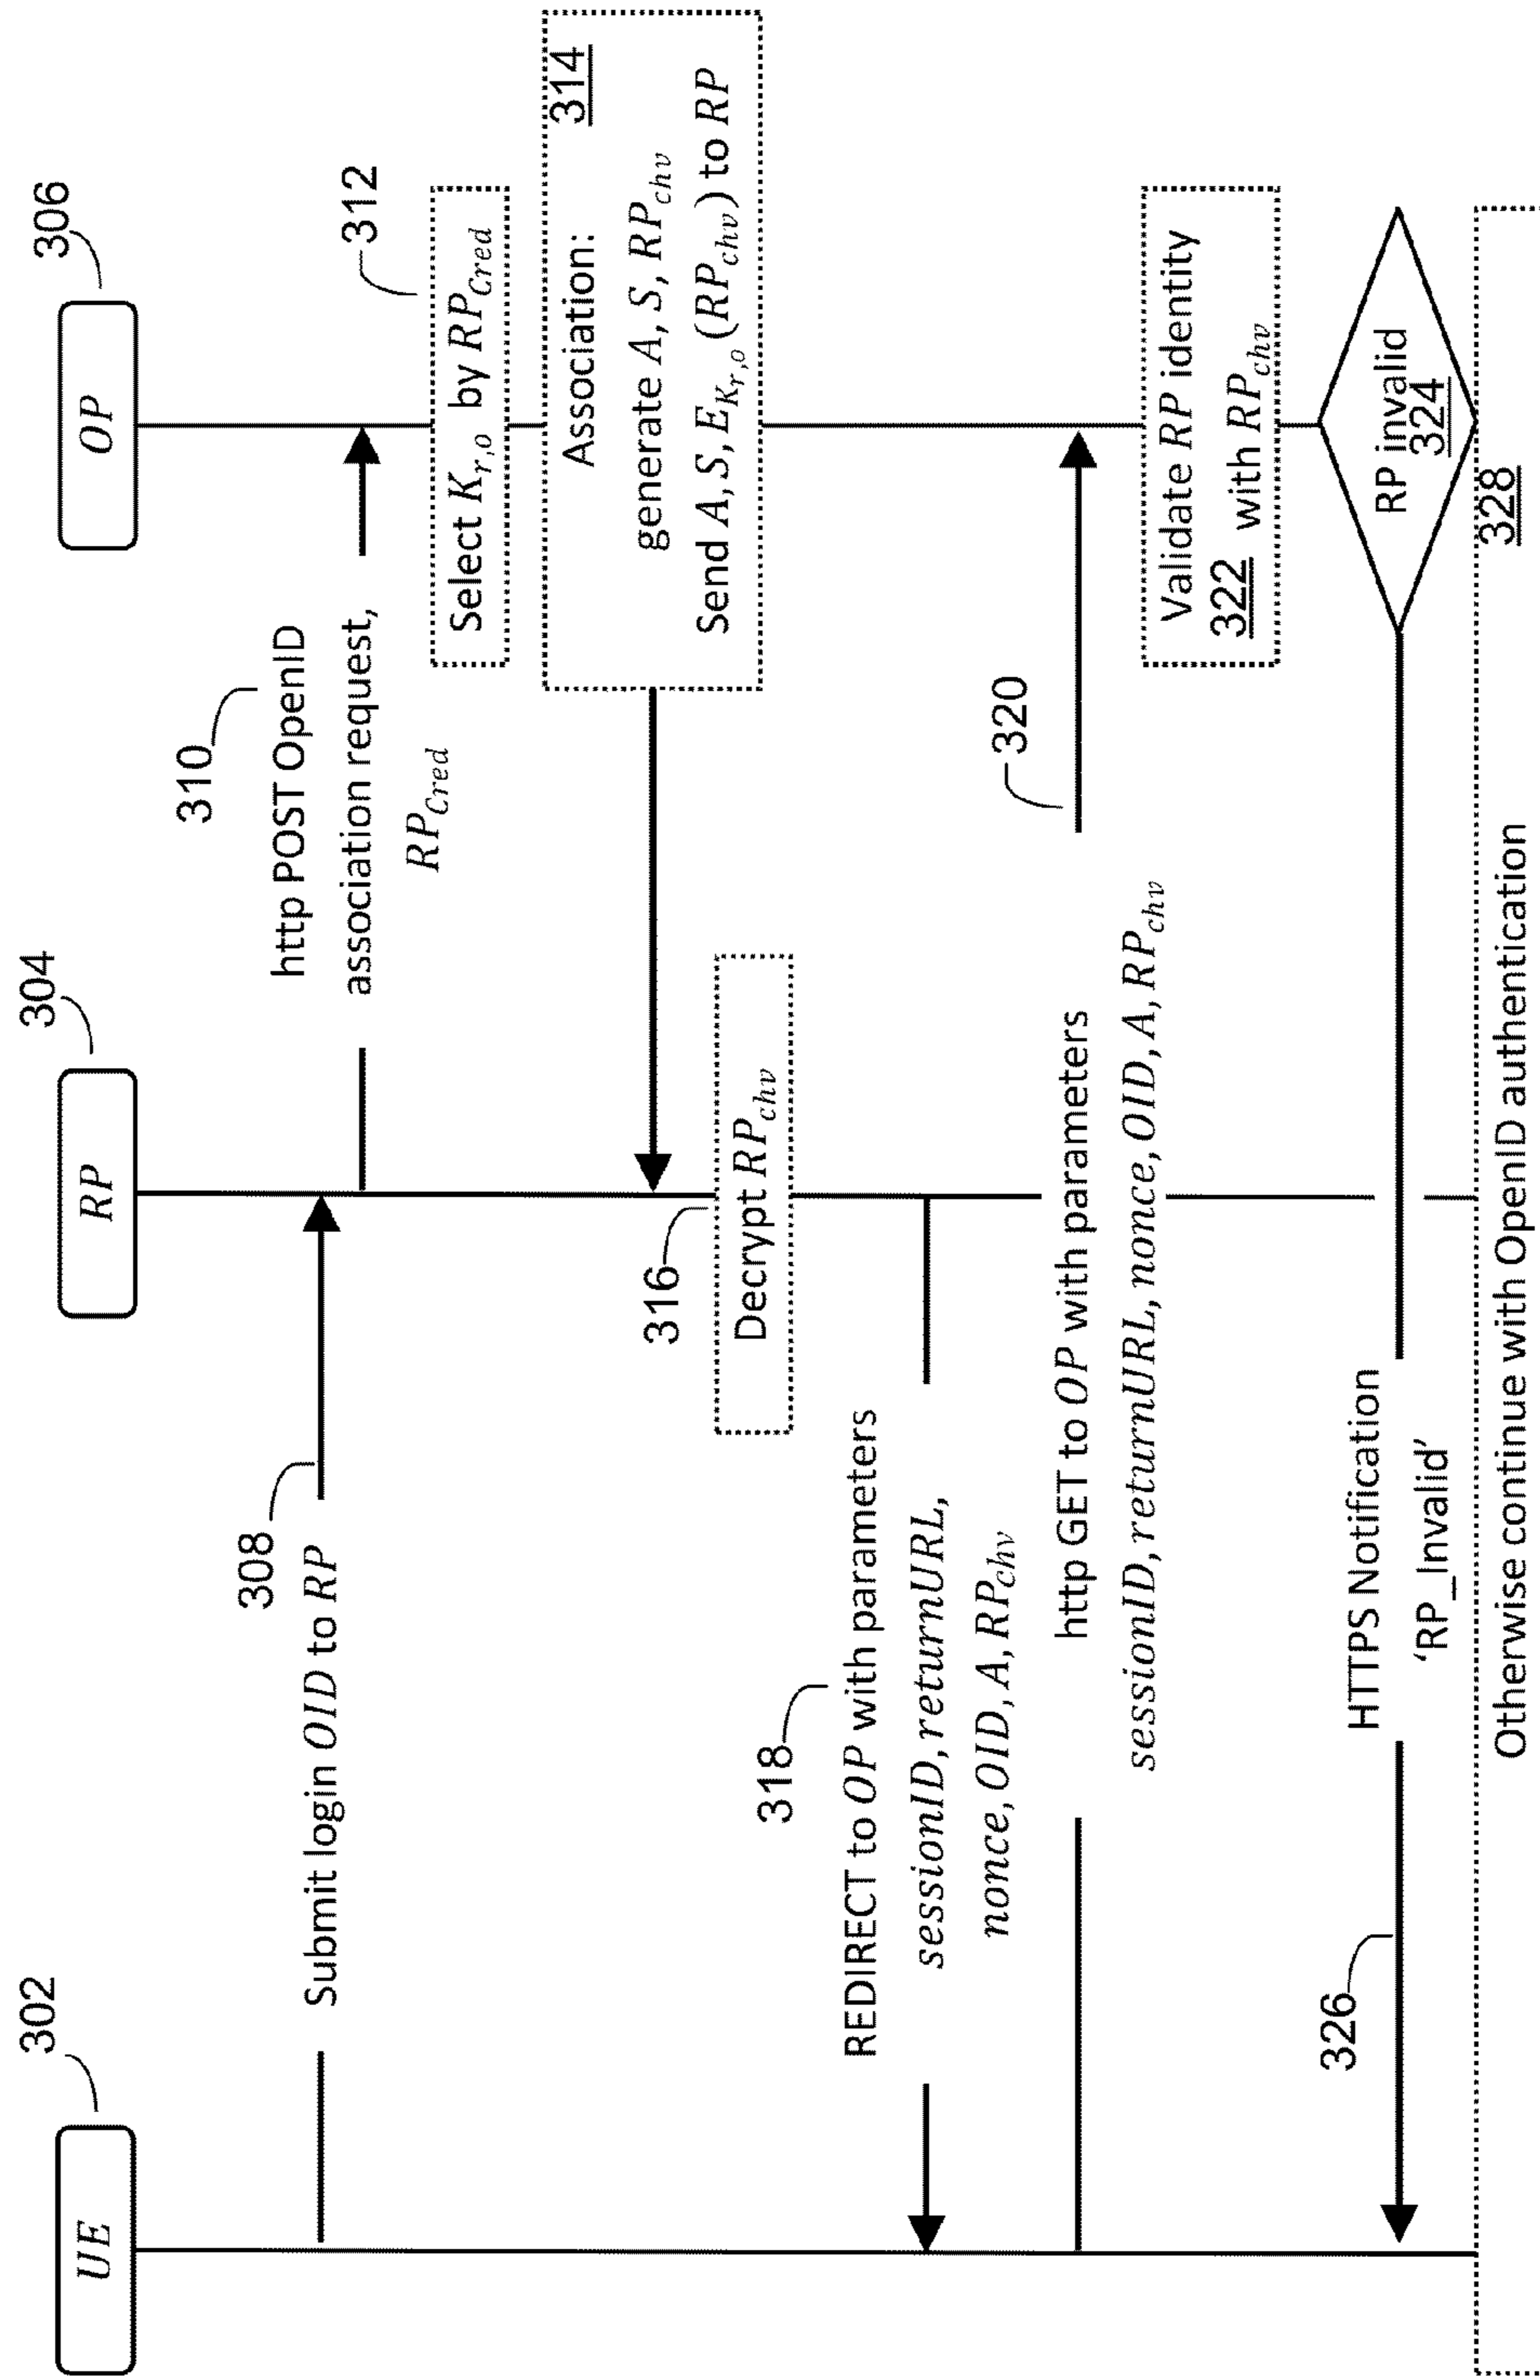 302
UE
304
RP
306
OP
308
Submit login OID to RP
310
http POST OpenID
association request,
RP_Cred
312
Select K_{r,o} by RP_Cred
314
Association:
generate A, S, RP_chv
Send A, S, E_{K_{r,o}}(RP_chv) to RP
316
Decrypt RP_chv
318
REDIRECT to OP with parameters
sessionID, returnURL,
nonce, OID, A, RP_chv
320
http GET to OP with parameters
sessionID, returnURL, nonce, OID, A, RP_chv
Validate RP identity
322 with RP_chv
RP invalid
324
326
HTTPS Notification
‘RP_Invalid’
328
Otherwise continue with OpenID authentication